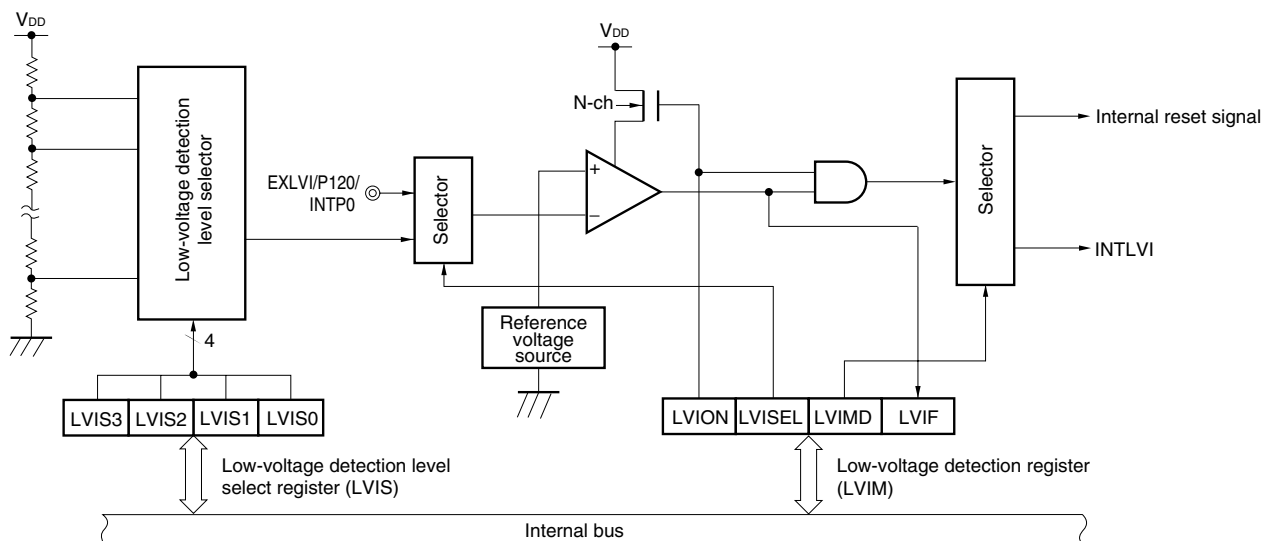 VDD
Low-voltage detection
level selector
4
LVIS3 LVIS2 LVIS1 LVIS0
Low-voltage detection level
select register (LVIS)
EXLVI/P120/
INTP0
Selector
VDD
N-ch
+
−
Reference
voltage
source
Selector
Internal reset signal
INTLVI
LVION LVISEL LVIMD LVIF
Low-voltage detection register
(LVIM)
Internal bus